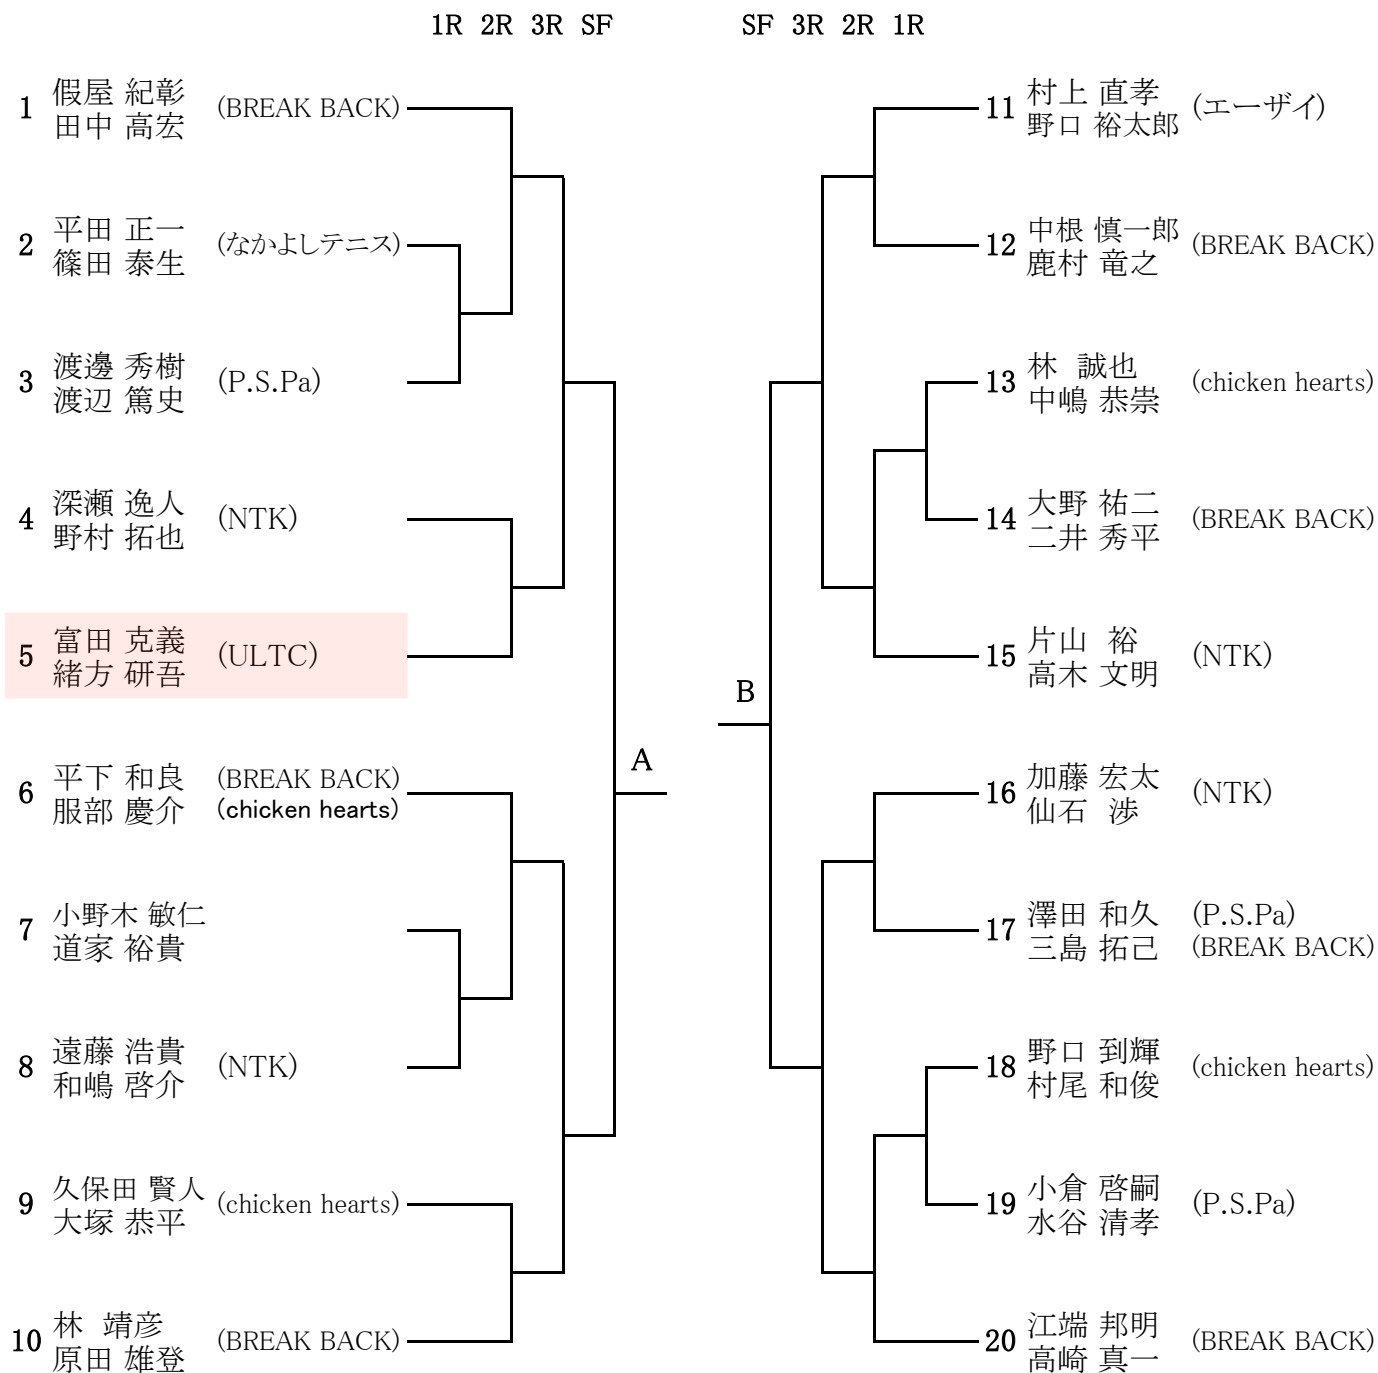 1R 2R 3R SF
SF 3R 2R 1R
1 假屋 紀彰 (BREAK BACK)
田中 高宏
2 平田 正一 (なかよしテニス)
篠田 泰生
3 渡邊 秀樹 (P.S.Pa)
渡辺 篤史
4 深瀬 逸人 (NTK)
野村 拓也
5 富田 克義 (ULTC)
緒方 研吾
6 平下 和良 (BREAK BACK)
服部 慶介 (chicken hearts)
7 小野木 敏仁
道家 裕貴
8 遠藤 浩貴 (NTK)
和嶋 啓介
9 久保田 賢人 (chicken hearts)
大塚 恭平
10 林 靖彦 (BREAK BACK)
原田 雄登
A
B
11 村上 直孝 (エーザイ)
野口 裕太郎
12 中根 慎一郎 (BREAK BACK)
鹿村 竜之
13 林 誠也 (chicken hearts)
中嶋 恭崇
14 大野 祐二 (BREAK BACK)
二井 秀平
15 片山 裕 (NTK)
高木 文明
16 加藤 宏太 (NTK)
仙石 渉
17 澤田 和久 (P.S.Pa)
三島 拓己 (BREAK BACK)
18 野口 到輝 (chicken hearts)
村尾 和俊
19 小倉 啓嗣 (P.S.Pa)
水谷 清孝
20 江端 邦明 (BREAK BACK)
高崎 真一